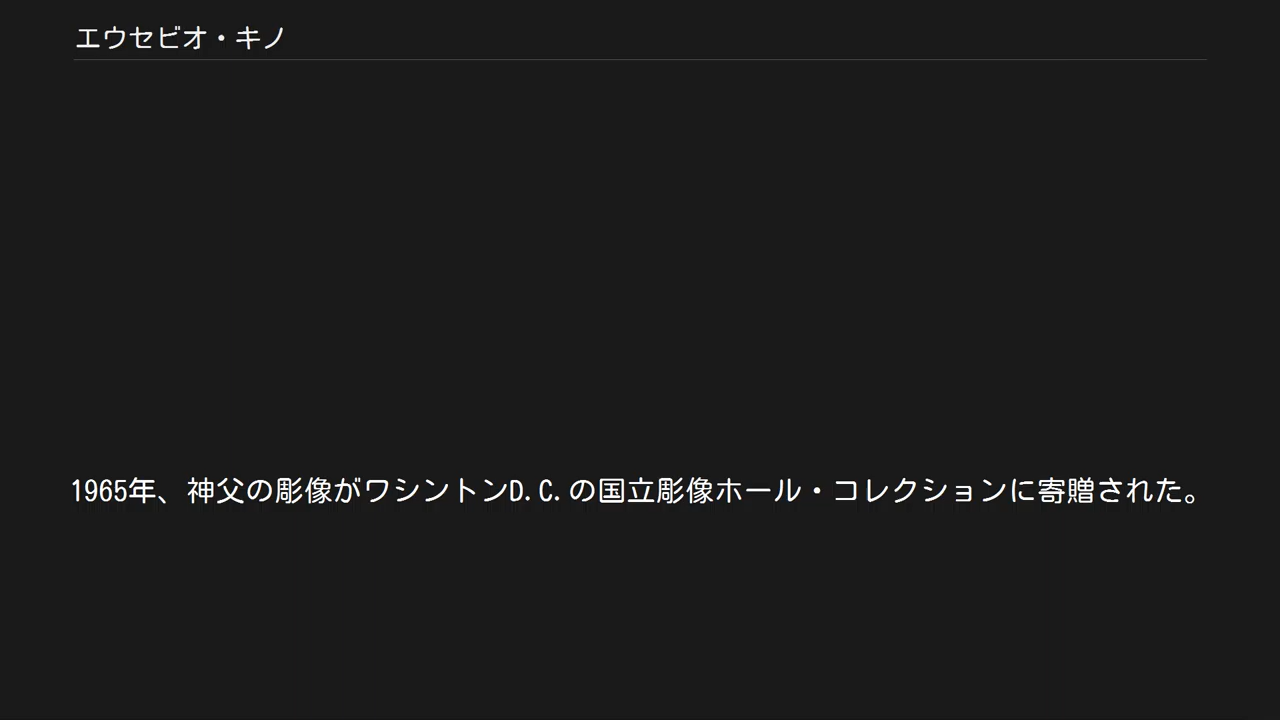 エウセビオ・キノ
1965年、神父の彫像がワシントンD.C.の国立彫像ホール・コレクションに寄贈された。